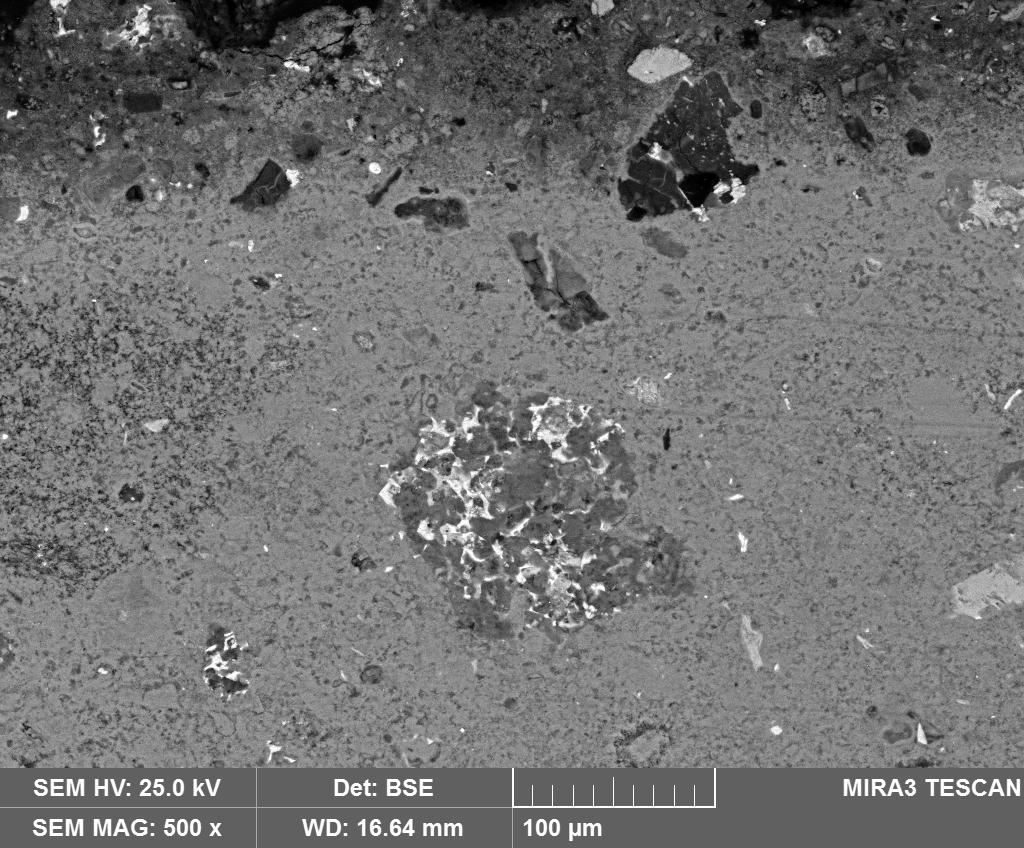 SEM HV: 25.0 kV Det: BSE MIRA3 TESCAN
SEM MAG: 500 x WD: 16.64 mm 100 µm